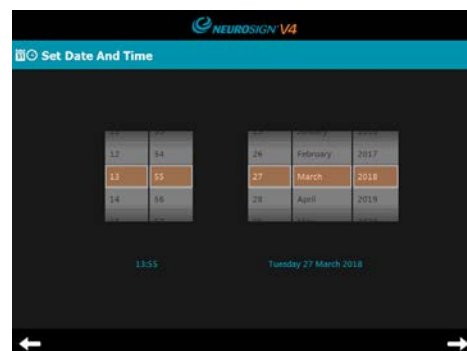 NEUROSIGN V4
Set Date And Time
12 54 26 February 2017
13 55 27 March 2018
14 56 28 April 2019
13:55 Tuesday 27 March 2018